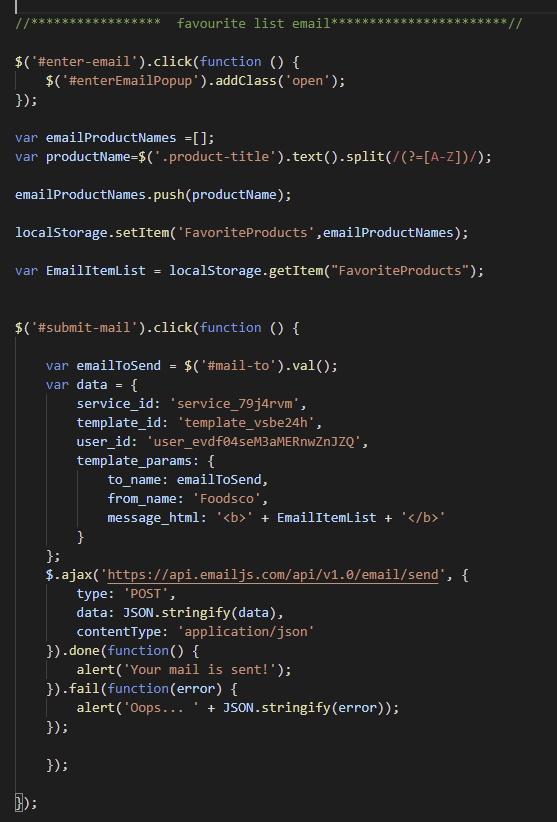 //*****************  favourite list email***********************//
$('#enter-email').click(function () {
$('#enterEmailPopup').addClass('open');
});
var emailProductNames =[];
var productName=$('.product-title').text().split(/(?=[A-Z])/);
emailProductNames.push(productName);
localStorage.setItem('FavoriteProducts',emailProductNames);
var EmailItemList = localStorage.getItem("FavoriteProducts");
$('#submit-mail').click(function () {
var emailToSend = $('#mail-to').val();
var data = {
service_id: 'service_79j4rvm',
template_id: 'template_vsbe24h',
user_id: 'user_evdf04seM3aMERnwZnJZQ',
template_params: {
to_name: emailToSend,
from_name: 'Foodsco',
message_html: '<b>' + EmailItemList + '</b>'
}
};
$.ajax('https://api.emailjs.com/api/v1.0/email/send', {
type: 'POST',
data: JSON.stringify(data),
contentType: 'application/json'
}).done(function() {
alert('Your mail is sent!');
}).fail(function(error) {
alert('Oops... ' + JSON.stringify(error));
});
});
});